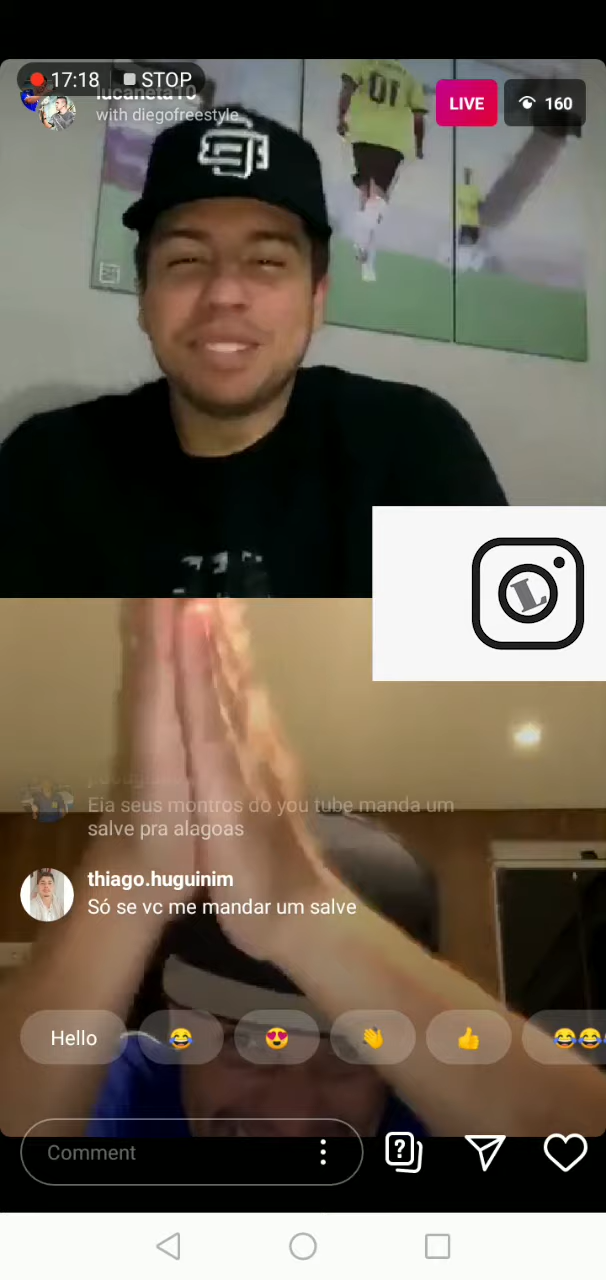 17:18 STOP
lucaneta10
with diegofreestyle
LIVE
160
10
L
Eia seus montros do you tube manda um
salve pra alagoas
thiago.huguinim
Só se vc me mandar um salve
Hello
Comment